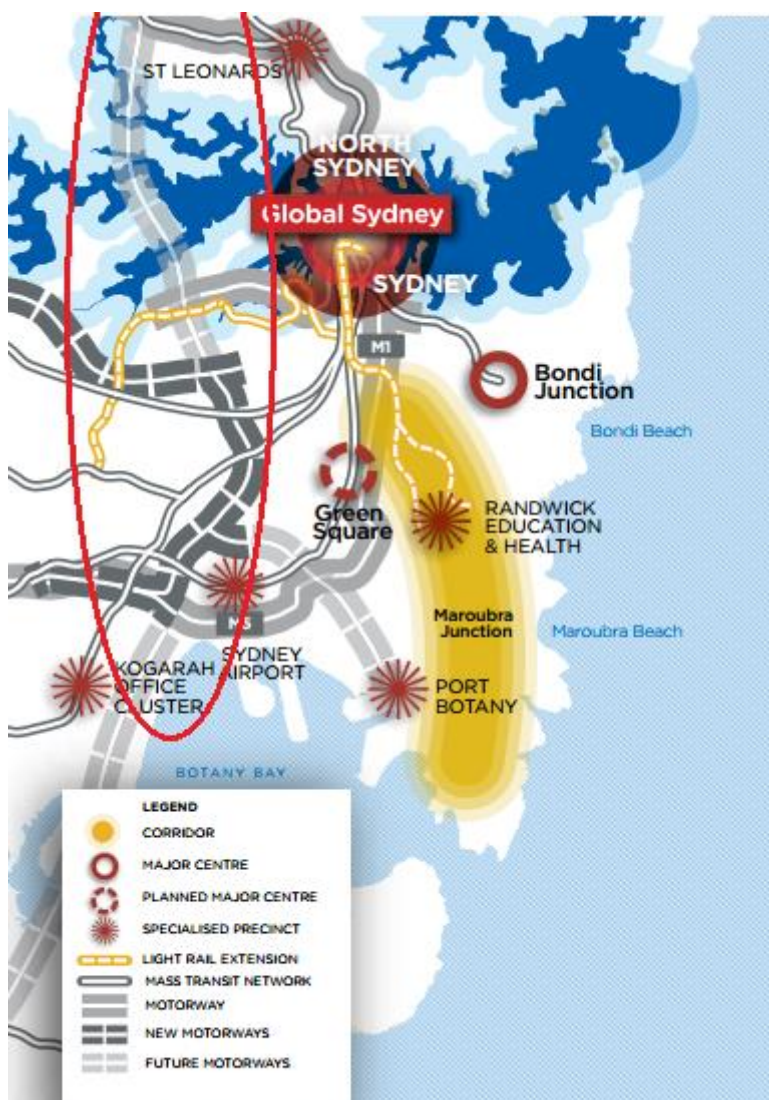 ST LEONARDS
NORTH
SYDNEY
Global Sydney
SYDNEY
M1
Bondi
Junction
Bondi Beach
Green
Square
RANDWICK
EDUCATION
& HEALTH
Maroubra
Junction
Maroubra Beach
SYDNEY
AIRPORT
KOGARAH
OFFICE
CLUSTER
PORT
BOTANY
BOTANY BAY
LEGEND
CORRIDOR
MAJOR CENTRE
PLANNED MAJOR CENTRE
SPECIALISED PRECINCT
LIGHT RAIL EXTENSION
MASS TRANSIT NETWORK
MOTORWAY
NEW MOTORWAYS
FUTURE MOTORWAYS